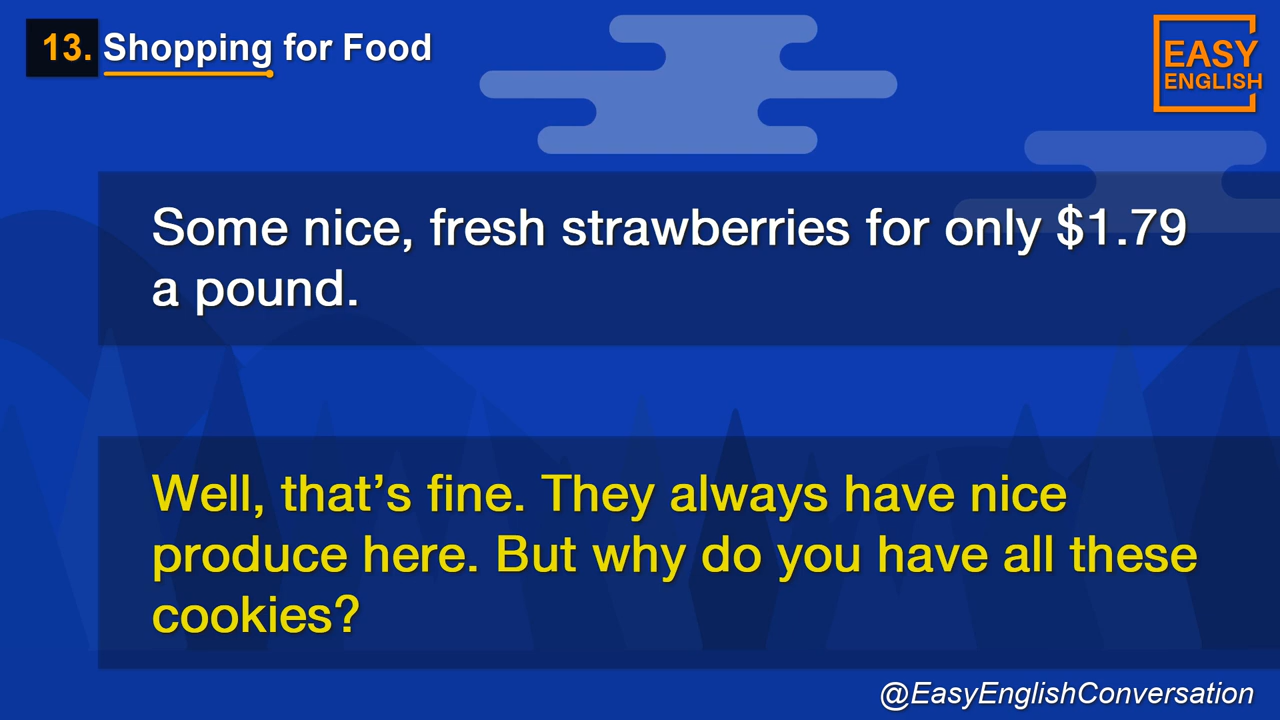 13. Shopping for Food
EASY
ENGLISH
Some nice, fresh strawberries for only $1.79
a pound.
Well, that’s fine. They always have nice
produce here. But why do you have all these
cookies?
@EasyEnglishConversation